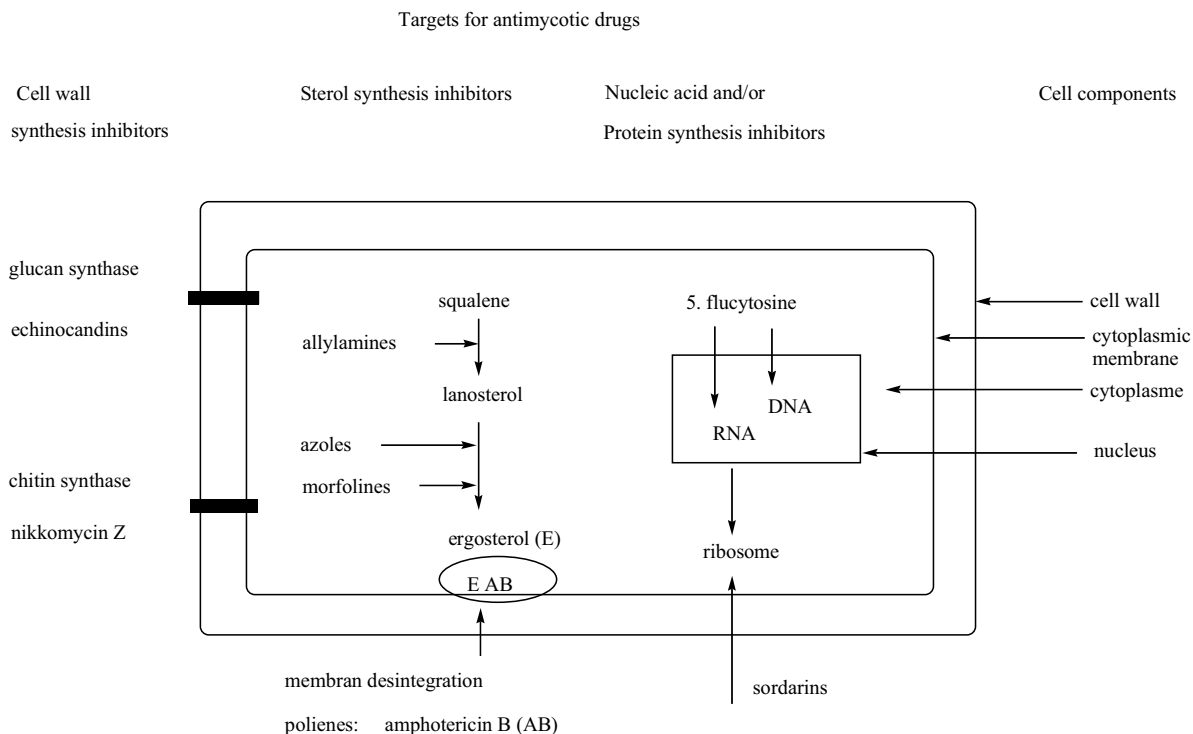 Targets for antimycotic drugs
Cell wall
synthesis inhibitors
Sterol synthesis inhibitors
Nucleic acid and/or
Protein synthesis inhibitors
Cell components
glucan synthase
echinocandins
chitin synthase
nikkomycin Z
squalene
allylamines
lanosterol
azoles
morfolines
ergosterol (E)
E AB
membran desintegration
polienes: amphotericin B (AB)
5. flucytosine
DNA
RNA
ribosome
sordarins
cell wall
cytoplasmic
membrane
cytoplasme
nucleus